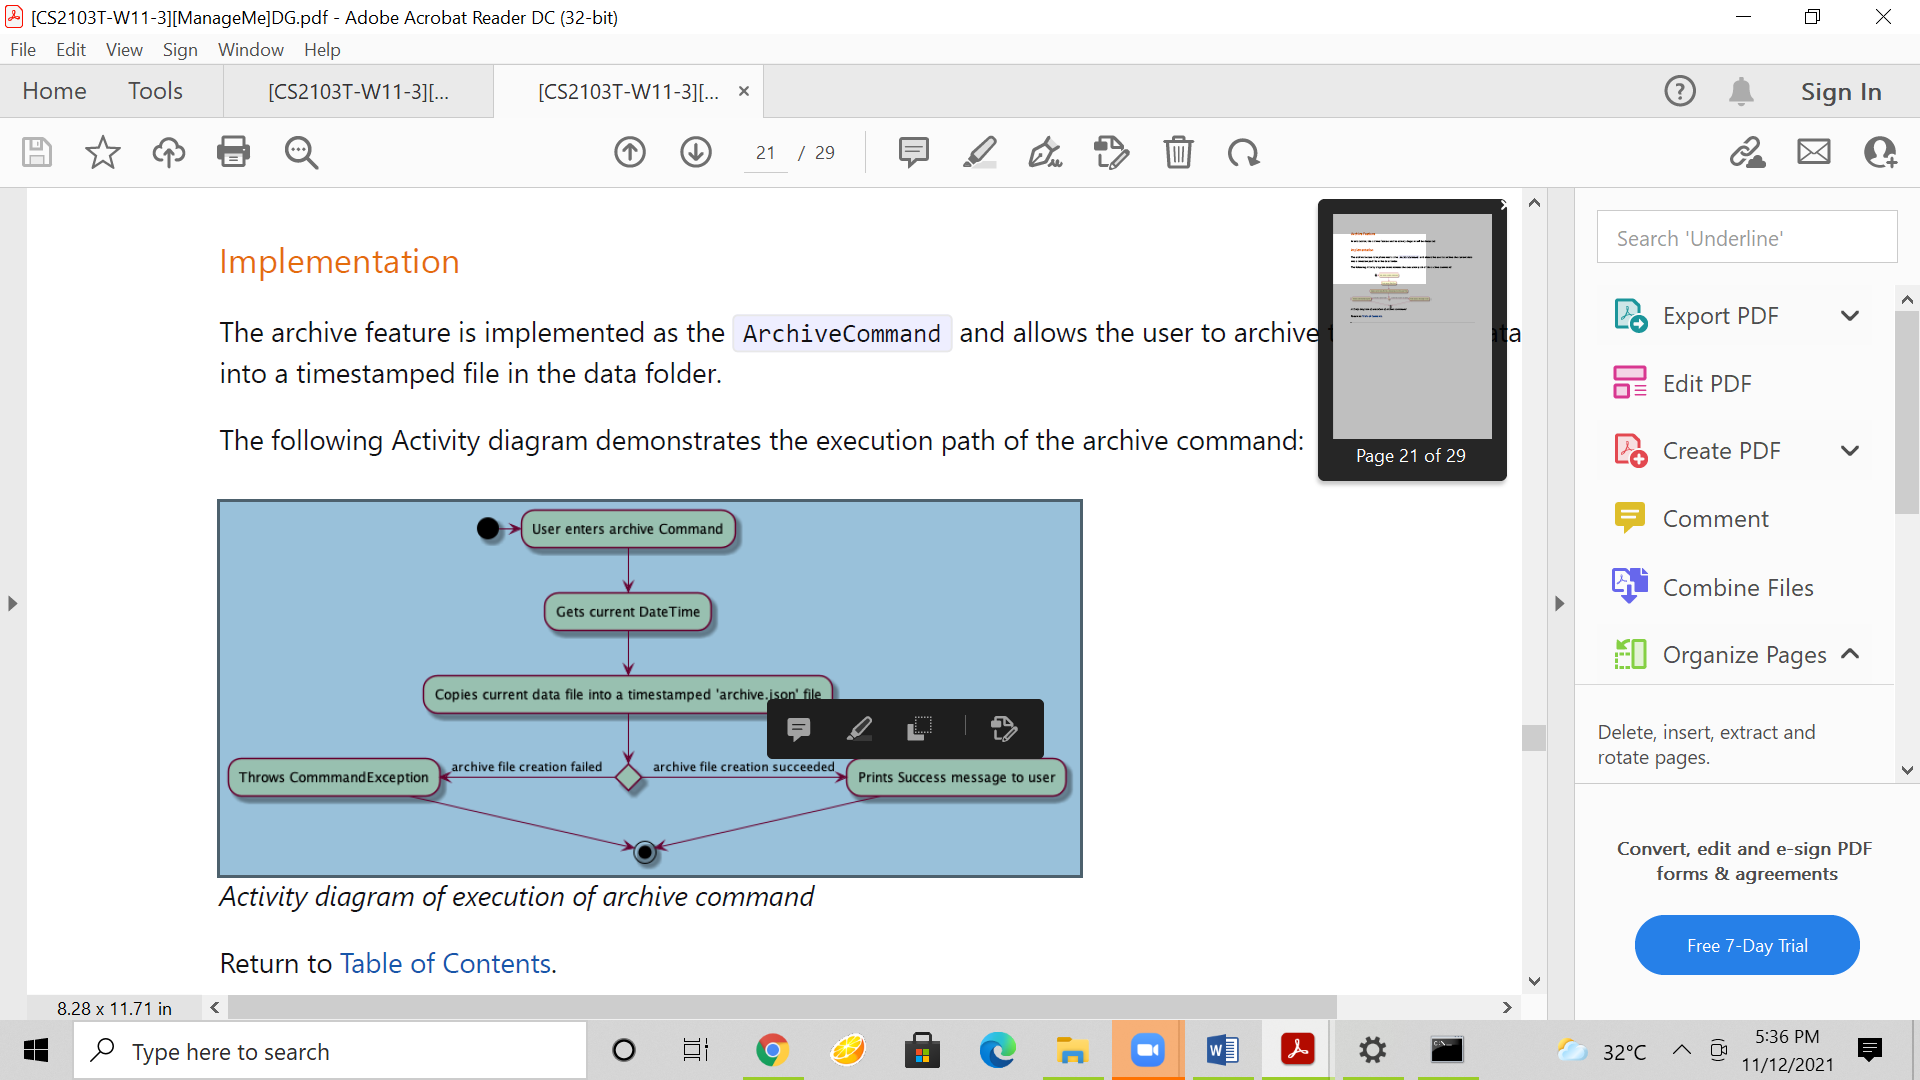 [CS2103T-W11-3][ManageMe]DG.pdf - Adobe Acrobat Reader DC (32-bit)
File Edit View Sign Window Help
Home Tools [CS2103T-W11-3][... [CS2103T-W11-3][... × Sign In
21 / 29
Implementation
The archive feature is implemented as the ArchiveCommand and allows the user to archive
into a timestamped file in the data folder.
The following Activity diagram demonstrates the execution path of the archive command:
Page 21 of 29
User enters archive Command
Gets current DateTime
Copies current data file into a timestamped 'archive.json' file
archive file creation failed archive file creation succeeded
Throws CommmandException Prints Success message to user
Activity diagram of execution of archive command
Return to Table of Contents.
8.28 x 11.71 in
Search 'Underline'
Export PDF
Edit PDF
Create PDF
Comment
Combine Files
Organize Pages
Delete, insert, extract and
rotate pages.
Convert, edit and e-sign PDF
forms & agreements
Free 7-Day Trial
Type here to search
32°C
5:36 PM
11/12/2021